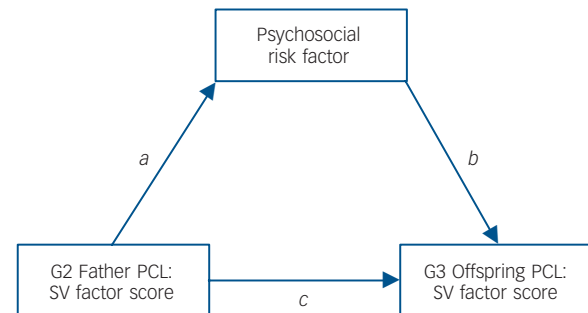 Psychosocial
risk factor
a
b
G2 Father PCL:
SV factor score
c
G3 Offspring PCL:
SV factor score